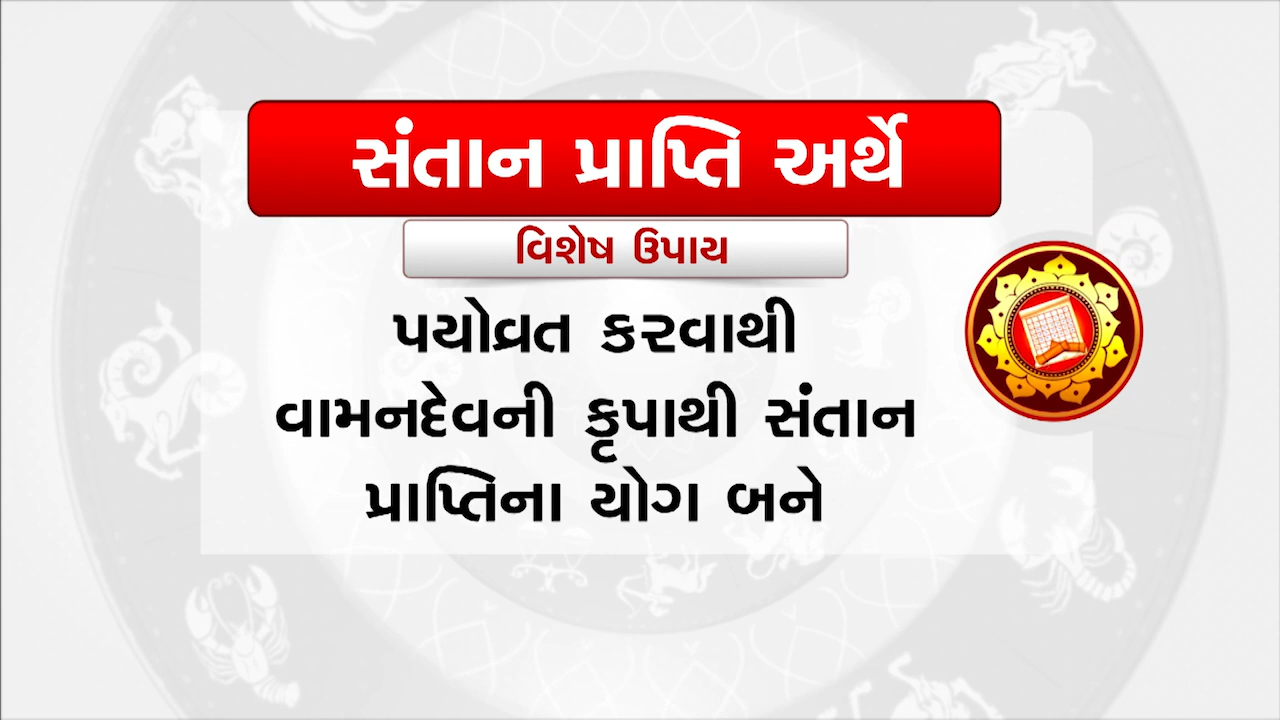 સંતાન પ્રાપ્તિ અર્થે
વિશેષ ઉપાય
પયોવ્રત કરવાથી
વામનદેવની કૃપાથી સંતાન
પ્રાપ્તિના યોગ બને